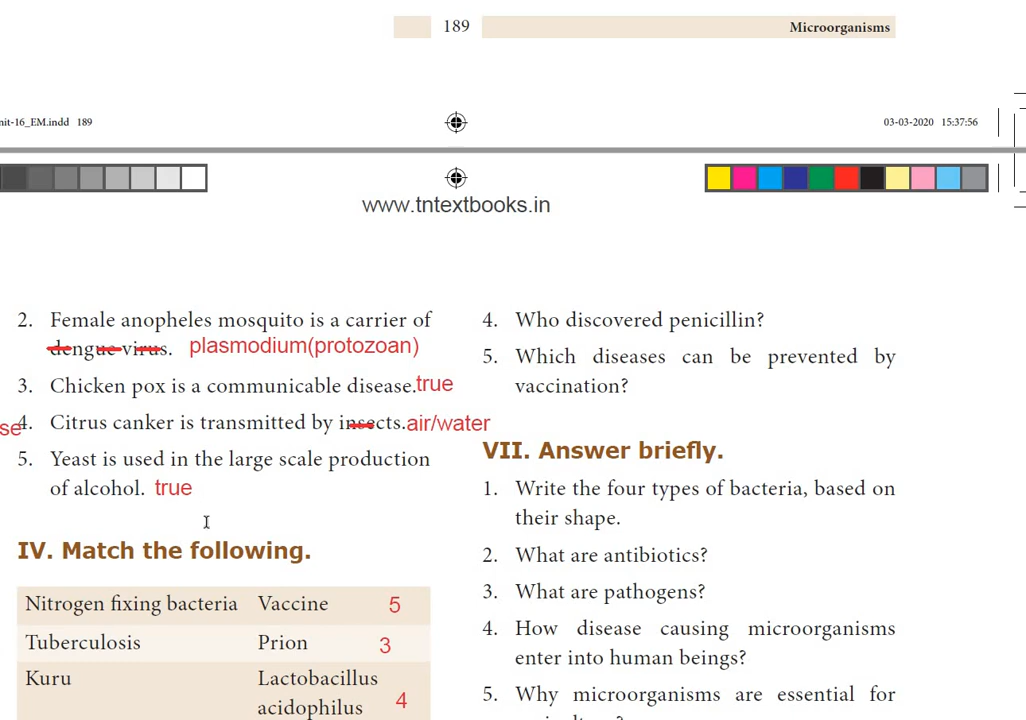 189
Microorganisms
nit-16_EM.indd 189
03-03-2020 15:37:56
www.tntextbooks.in
2. Female anopheles mosquito is a carrier of
dengue virus. plasmodium(protozoan)
3. Chicken pox is a communicable disease.true
se4. Citrus canker is transmitted by insects.air/water
5. Yeast is used in the large scale production
of alcohol. true
IV. Match the following.
Nitrogen fixing bacteria Vaccine 5
Tuberculosis Prion 3
Kuru Lactobacillus
acidophilus 4
4. Who discovered penicillin?
5. Which diseases can be prevented by
vaccination?
VII. Answer briefly.
1. Write the four types of bacteria, based on
their shape.
2. What are antibiotics?
3. What are pathogens?
4. How disease causing microorganisms
enter into human beings?
5. Why microorganisms are essential for